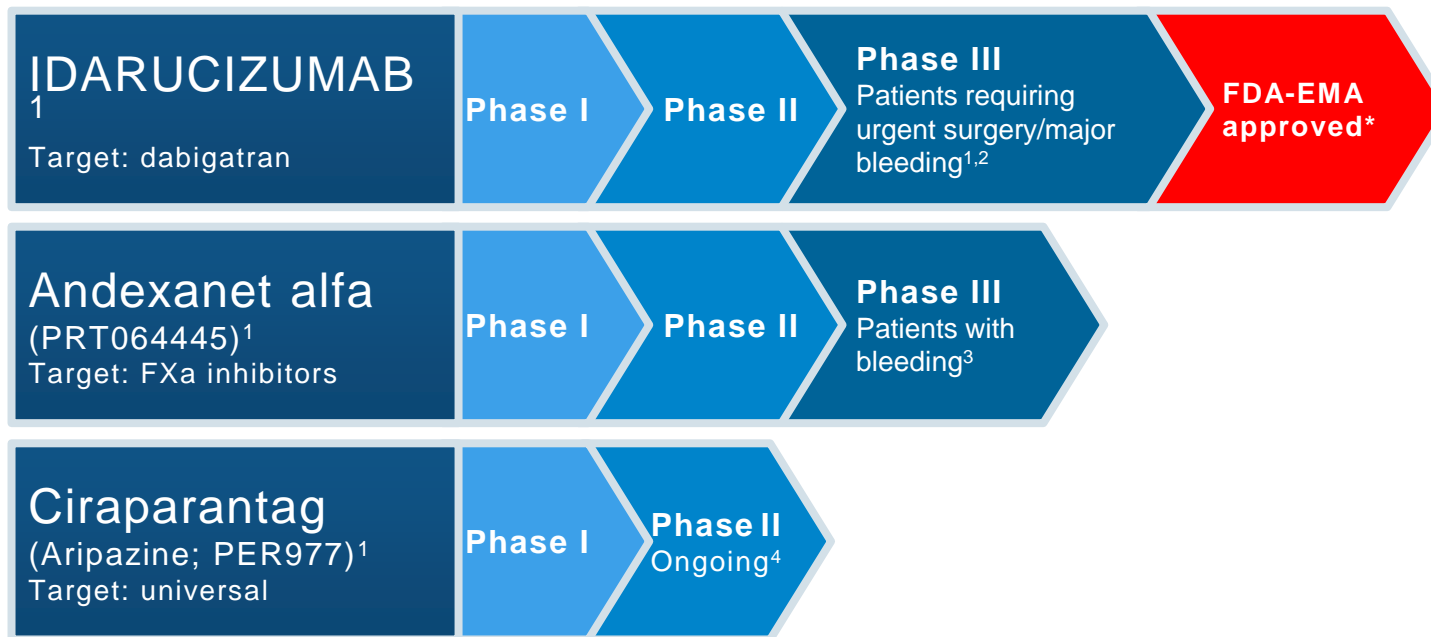 IDARUCIZUMAB
1
Target: dabigatran
Phase I
Phase II
Phase III
Patients requiring
urgent surgery/major
bleeding1,2
FDA-EMA
approved*
Andexanet alfa
(PRT064445)1
Target: FXa inhibitors
Phase I
Phase II
Phase III
Patients with
bleeding3
Ciraparantag
(Aripazine; PER977)1
Target: universal
Phase I
Phase II
Ongoing4